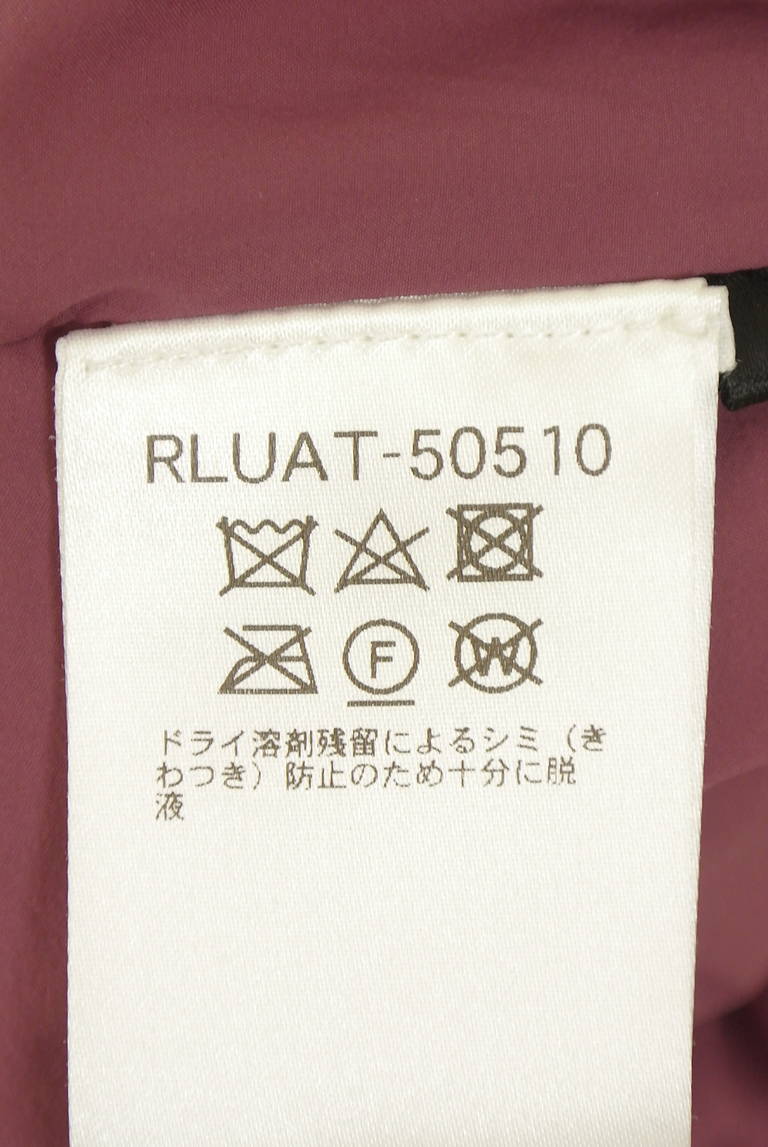 RLUAT-50510
F
W
ドライ溶剤残留によるシミ（き
わつき）防止のため十分に脱
液